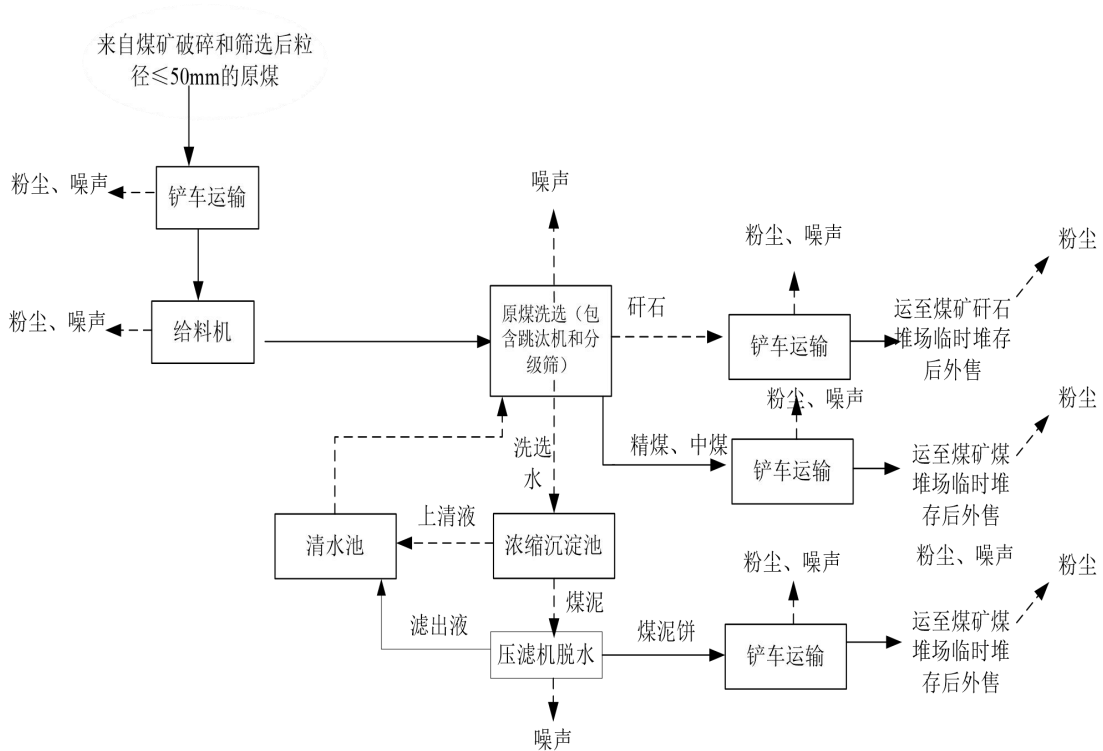 来自煤矿破碎和筛选后粒
径≤50mm的原煤
粉尘、噪声
铲车运输
粉尘、噪声
给料机
噪声
原煤洗选（包
含跳汰机和分
级筛）
矸石
粉尘、噪声
铲车运输
运至煤矿矸石
堆场临时堆存
后外售
粉尘
精煤、中煤
粉尘、噪声
铲车运输
运至煤矿煤
堆场临时堆
存后外售
粉尘
洗选
水
上清液
清水池
浓缩沉淀池
煤泥
滤出液
压滤机脱水
噪声
煤泥饼
粉尘、噪声
铲车运输
粉尘、噪声
运至煤矿煤
堆场临时堆
存后外售
粉尘